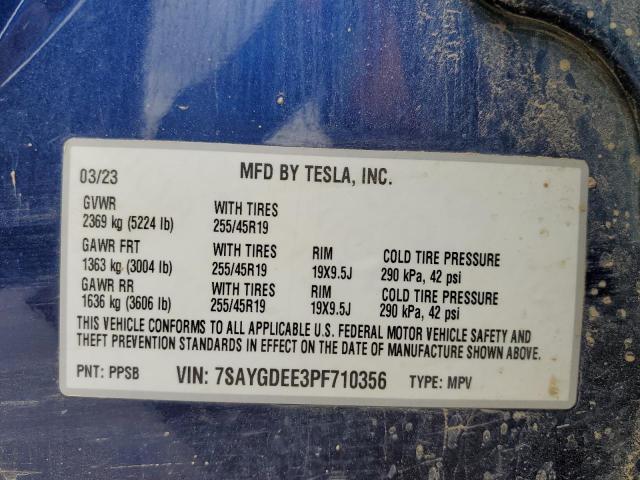 03/23 MFD BY TESLA, INC.
GVWR
2369 kg (5224 lb)
WITH TIRES
255/45R19
GAWR FRT
1363 kg (3004 lb)
WITH TIRES
255/45R19
RIM
19X9.5J
COLD TIRE PRESSURE
290 kPa, 42 psi
GAWR RR
1636 kg (3606 lb)
WITH TIRES
255/45R19
RIM
19X9.5J
COLD TIRE PRESSURE
290 kPa, 42 psi
THIS VEHICLE CONFORMS TO ALL APPLICABLE U.S. FEDERAL MOTOR VEHICLE SAFETY AND
THEFT PREVENTION STANDARDS IN EFFECT ON THE DATE OF MANUFACTURE SHOWN ABOVE.
PNT: PPSB VIN: 7SAYGDEE3PF710356 TYPE: MPV